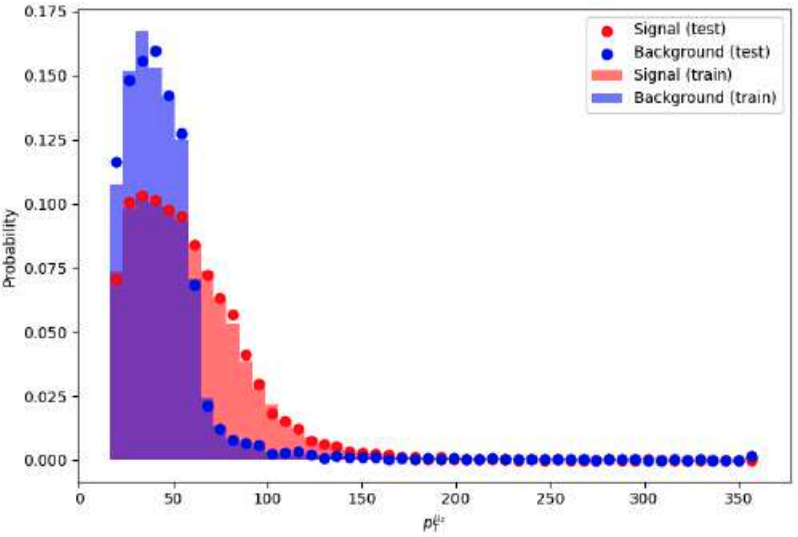 0.175
0.150
0.125
0.100
0.075
0.050
0.025
0.000
Probability
0 50 100 150 200 250 300 350
Signal (test)
Background (test)
Signal (train)
Background (train)